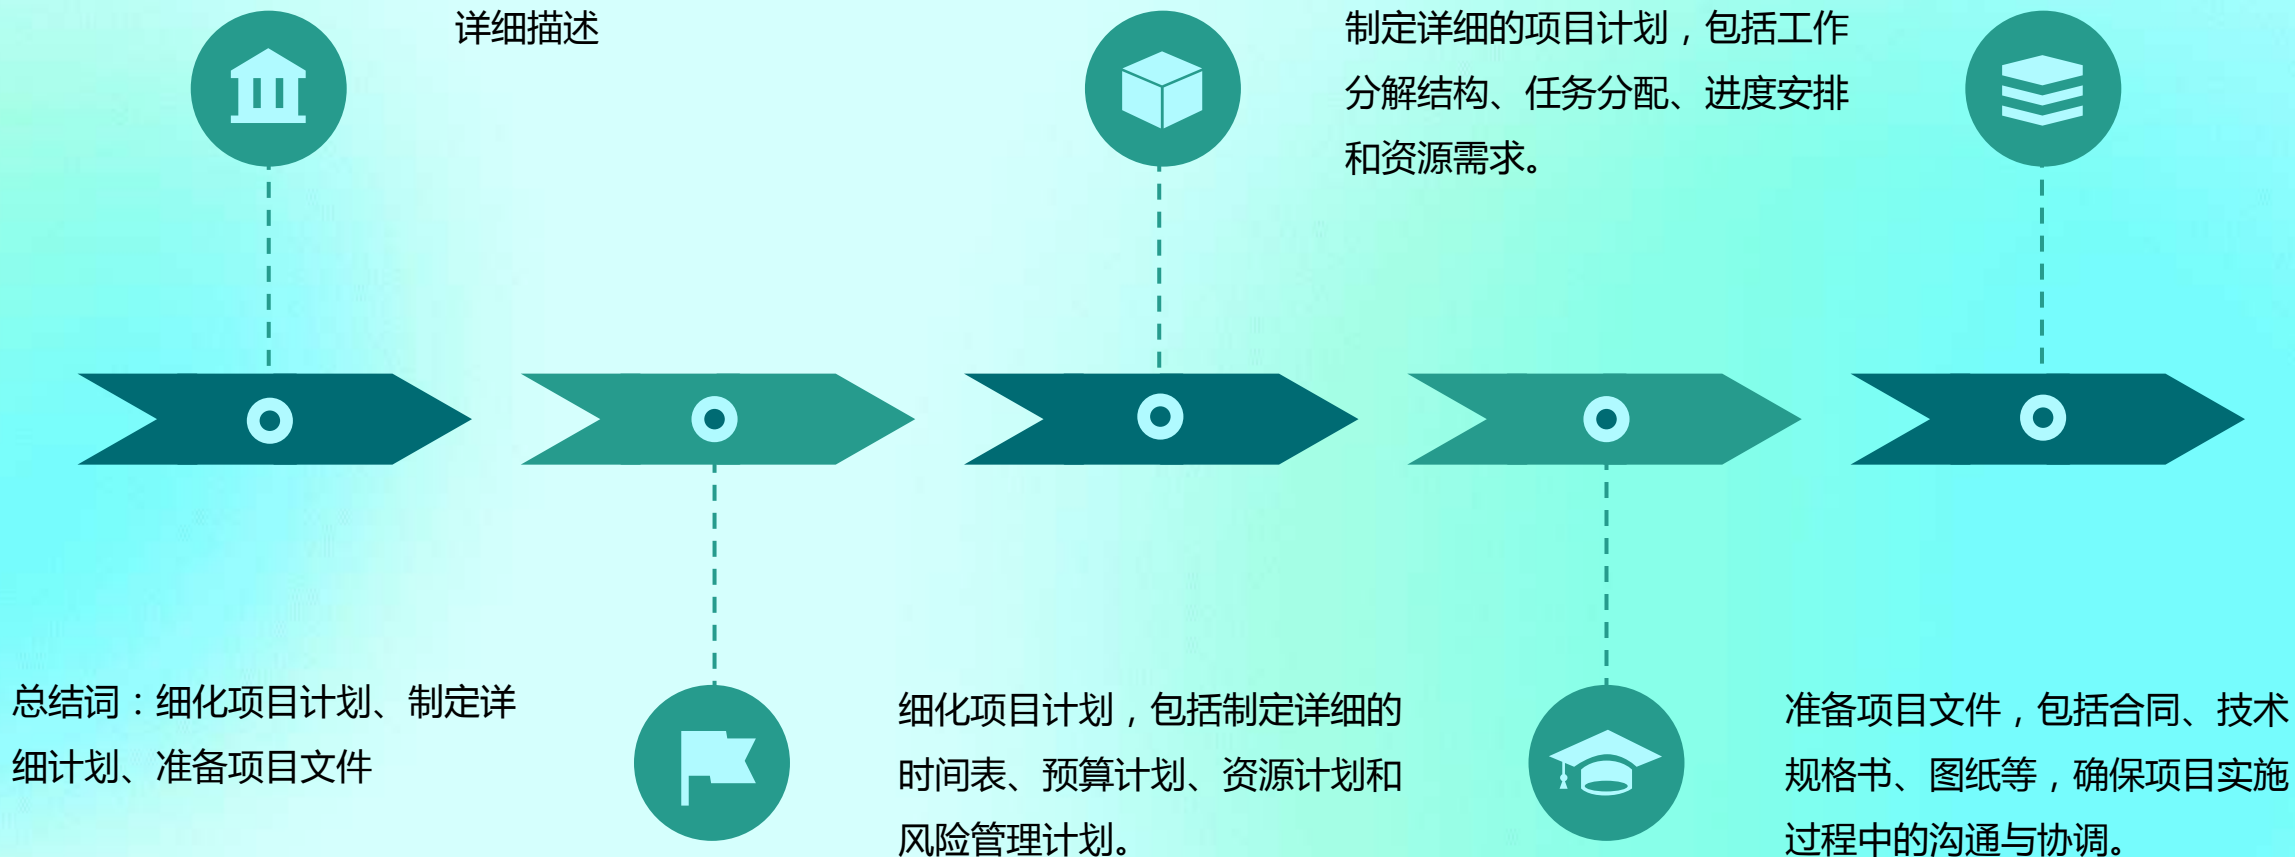 详细描述
制定详细的项目计划，包括工作
分解结构、任务分配、进度安排
和资源需求。
总结词：细化项目计划、制定详
细计划、准备项目文件
细化项目计划，包括制定详细的
时间表、预算计划、资源计划和
风险管理计划。
准备项目文件，包括合同、技术
规格书、图纸等，确保项目实施
过程中的沟通与协调。